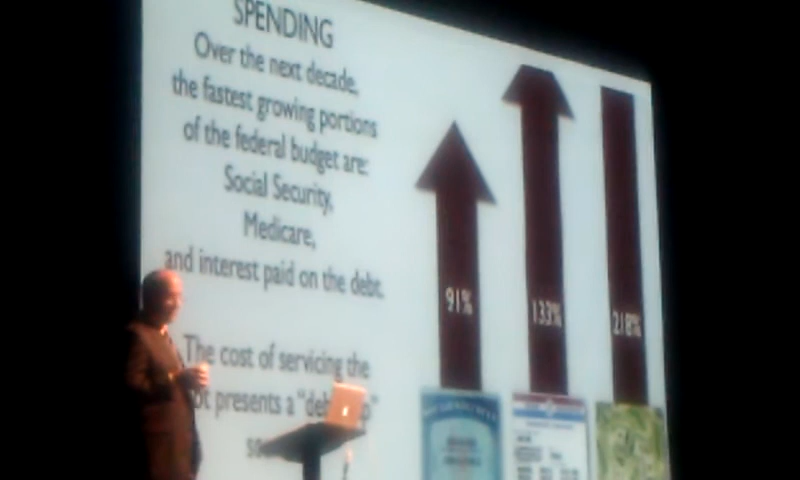 SPENDING
Over the next decade,
the fastest growing portions
of the federal budget are:
Social Security,
Medicare,
and interest paid on the debt.
The cost of servicing the
presents a
91%
133%
218%